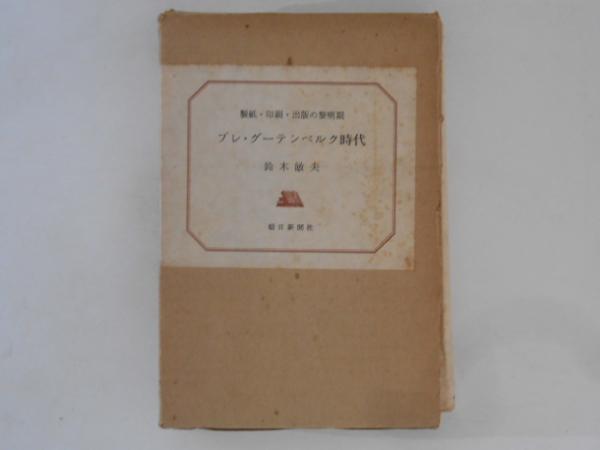 製紙・印刷・出版の黎明期
プレ・グーテンベルク時代
鈴木敏夫
朝日新聞社